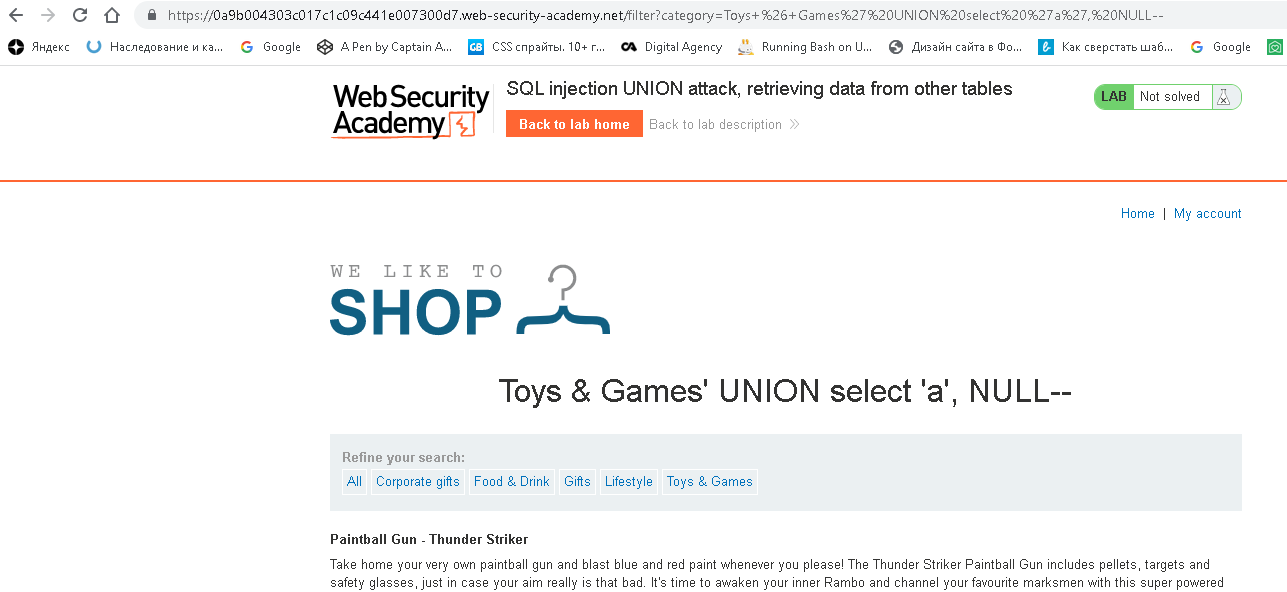 https://0a9b004303c017c1c09c441e007300d7.web-security-academy.net/filter?category=Toys+%26+Games%27%20UNION%20select%20%27a%27,%20NULL--
Яндекс Наследование и ка... Google A Pen by Captain A... CSS спрайты. 10+ г... Digital Agency Running Bash on U... Дизайн сайта в Фо... Как сверстать шаб... Google
Web Security
Academy
SQL injection UNION attack, retrieving data from other tables
Back to lab home Back to lab description
LAB Not solved
Home | My account
WE LIKE TO
SHOP
Toys & Games' UNION select 'a', NULL--
Refine your search:
All Corporate gifts Food & Drink Gifts Lifestyle Toys & Games
Paintball Gun - Thunder Striker
Take home your very own paintball gun and blast blue and red paint whenever you please! The Thunder Striker Paintball Gun includes pellets, targets and
safety glasses, just in case your aim really is that bad. It's time to awaken your inner Rambo and channel your favourite marksmen with this super powered